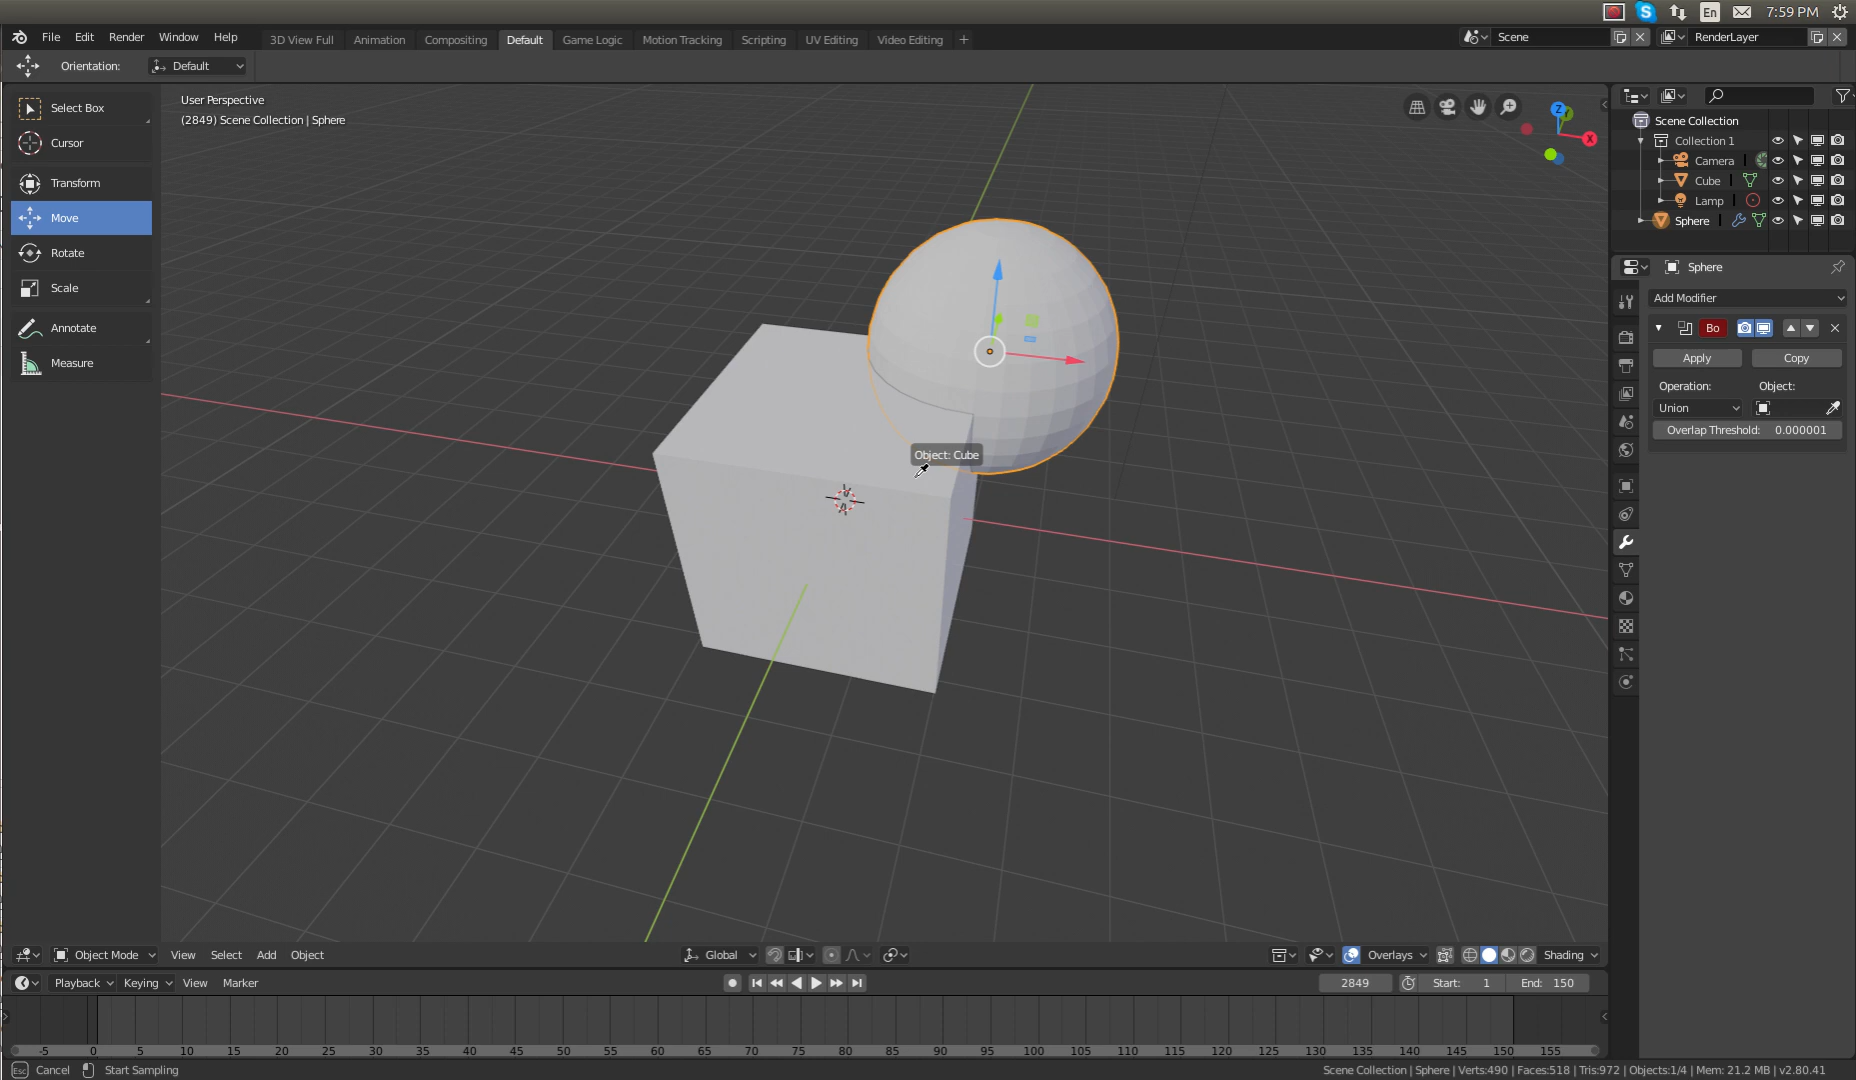 En 7:59 PM
File Edit Render Window Help 3D View Full Animation Compositing Default Game Logic Motion Tracking Scripting UV Editing Video Editing + Scene RenderLayer
Orientation: Default
User Perspective
(2849) Scene Collection | Sphere
Select Box
Cursor
Transform
Move
Rotate
Scale
Annotate
Measure
Z
Y
X
Object: Cube
Scene Collection
Collection 1
Camera
Cube
Lamp
Sphere
Sphere
Add Modifier
Bo
Apply Copy
Operation: Object:
Union
Overlap Threshold: 0.000001
Object Mode View Select Add Object Global Overlays Shading
Playback Keying View Marker 2849 Start: 1 End: 150
-5 0 5 10 15 20 25 30 35 40 45 50 55 60 65 70 75 80 85 90 95 100 105 110 115 120 125 130 135 140 145 150 155
Esc Cancel Start Sampling Scene Collection | Sphere | Verts:490 | Faces:518 | Tris:972 | Objects:1/4 | Mem: 21.2 MB | v2.80.41